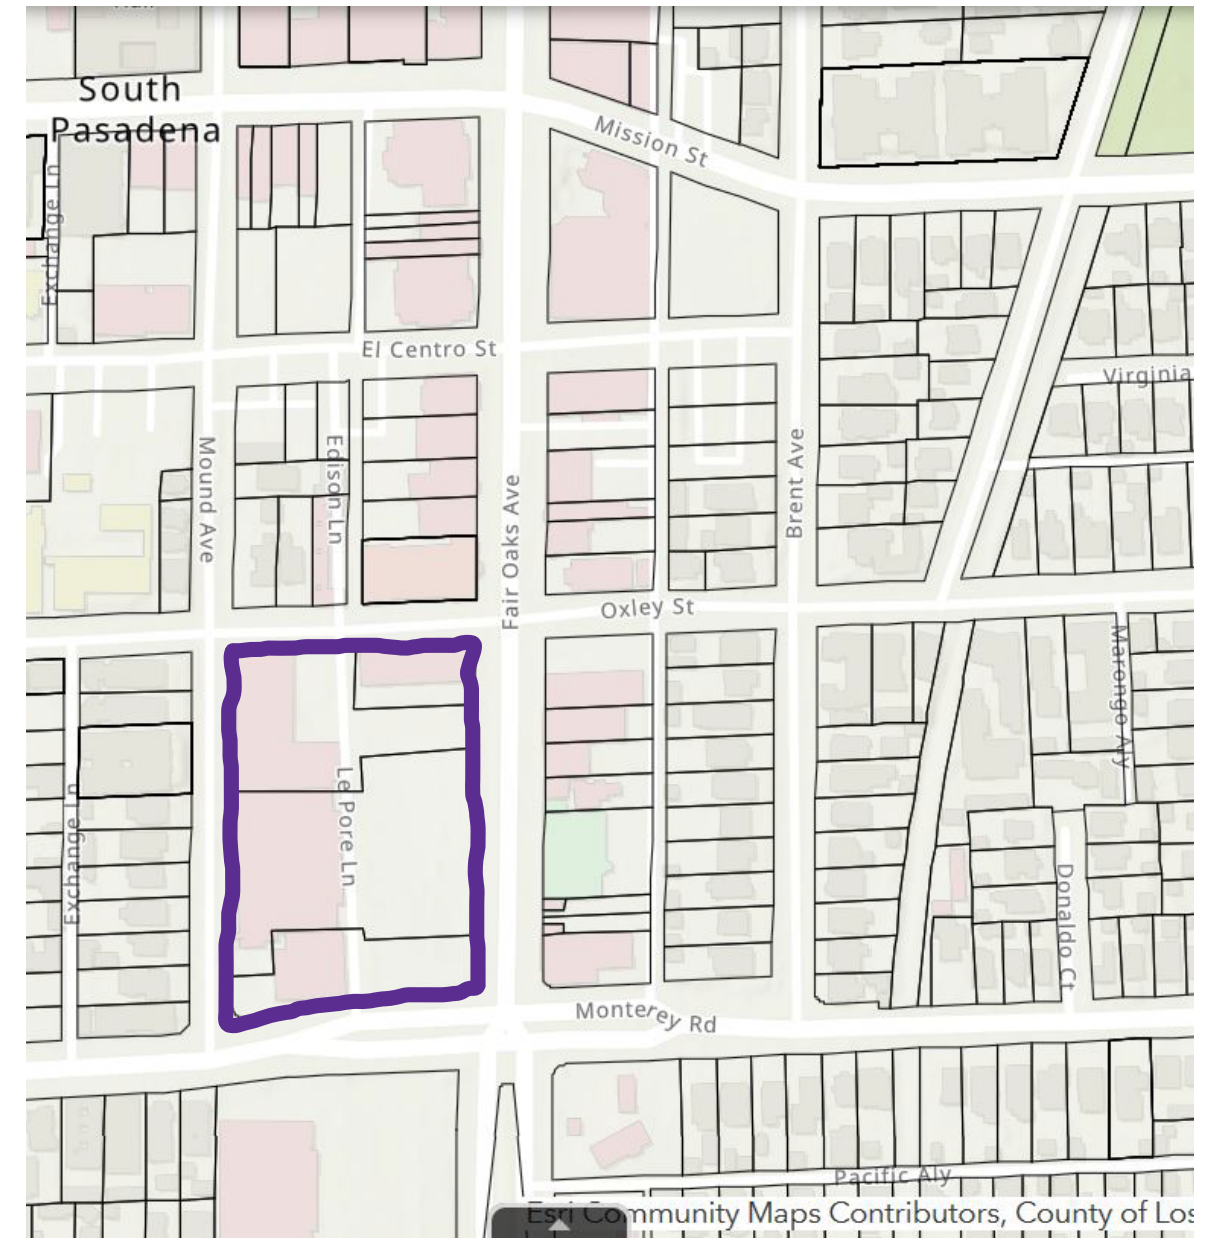 South
Pasadena
Mission St
Exchange Ln
El Centro St
Virginia
Mound Ave
Edison Ln
Fair Oaks Ave
Brent Ave
Oxley St
Marongo Aly
Le Pore Ln
Exchange Ln
Donaldo Ct
Monterey Rd
Pacific Aly
Esri Community Maps Contributors, County of Los